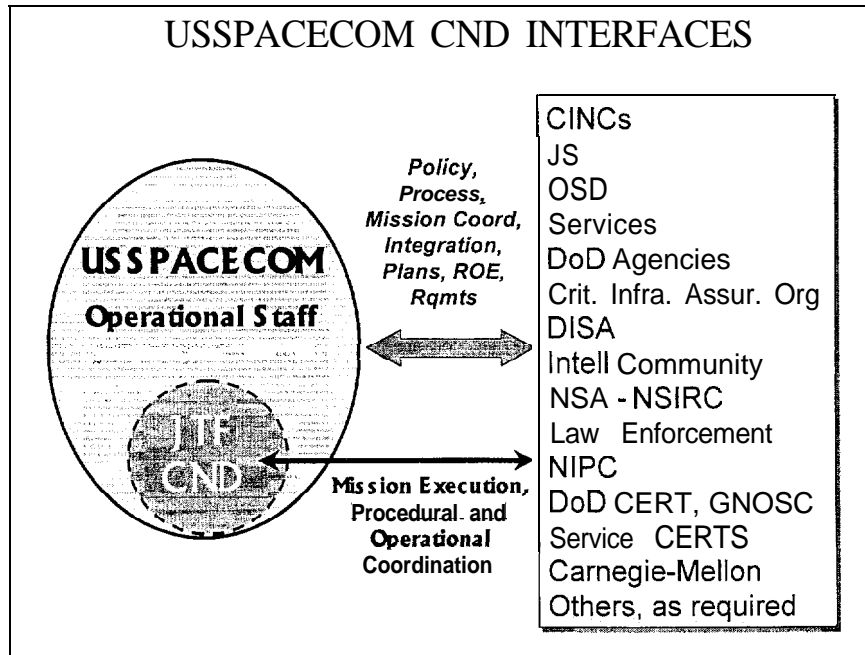 USSPACECOM CND INTERFACES
USSPACECOM
Operational Staff
JTF
CND
Policy,
Process,
Mission Coord,
Integration,
Plans, ROE,
Rqmts
Mission Execution,
Procedural and
Operational
Coordination
CINCs
JS
OSD
Services
DoD Agencies
Crit. Infra. Assur. Org
DISA
Intell Community
NSA - NSIRC
Law Enforcement
NIPC
DoD CERT, GNOSC
Service CERTS
Carnegie-Mellon
Others, as required